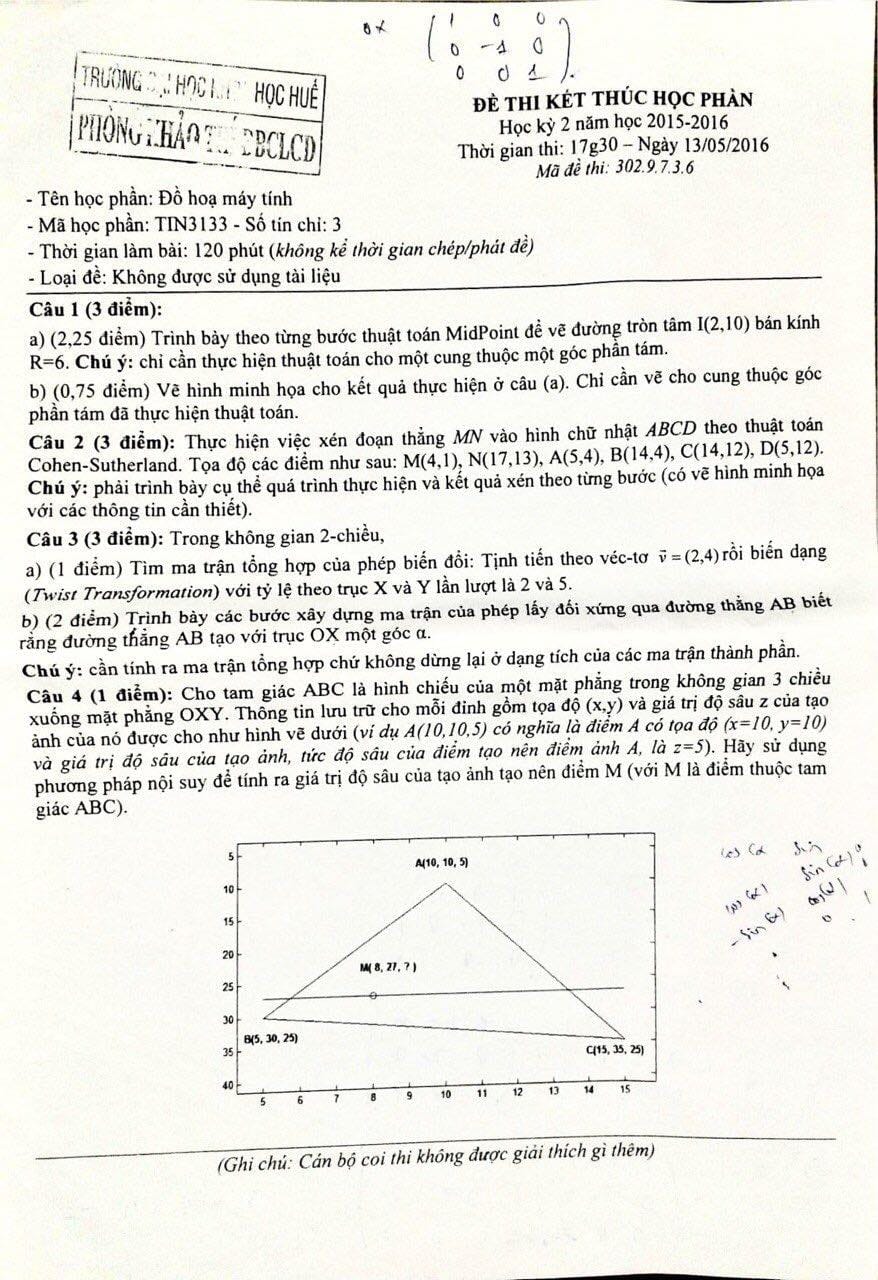 OX
1 0 0
0 -1 0
0 0 1
TRƯỜNG HỌC HỌC HUẾ
PHÒNG KHẢO ĐBCLCD
ĐỀ THI KẾT THÚC HỌC PHẦN
Học kỳ 2 năm học 2015-2016
Thời gian thi: 17g30 – Ngày 13/05/2016
Mã đề thi: 302.9.7.3.6
- Tên học phần: Đồ hoạ máy tính
- Mã học phần: TIN3133 - Số tín chỉ: 3
- Thời gian làm bài: 120 phút (không kể thời gian chép/phát đề)
- Loại đề: Không được sử dụng tài liệu
Câu 1 (3 điểm):
a) (2,25 điểm) Trình bày theo từng bước thuật toán MidPoint để vẽ đường tròn tâm I(2,10) bán kính
R=6. Chú ý: chỉ cần thực hiện thuật toán cho một cung thuộc một góc phần tám.
b) (0,75 điểm) Vẽ hình minh họa cho kết quả thực hiện ở câu (a). Chỉ cần vẽ cho cung thuộc góc
phần tám đã thực hiện thuật toán.
Câu 2 (3 điểm): Thực hiện việc xén đoạn thẳng MN vào hình chữ nhật ABCD theo thuật toán
Cohen-Sutherland. Tọa độ các điểm như sau: M(4,1), N(17,13), A(5,4), B(14,4), C(14,12), D(5,12).
Chú ý: phải trình bày cụ thể quá trình thực hiện và kết quả xén theo từng bước (có vẽ hình minh họa
với các thông tin cần thiết).
Câu 3 (3 điểm): Trong không gian 2-chiều,
a) (1 điểm) Tìm ma trận tổng hợp của phép biến đổi: Tịnh tiến theo véc-tơ v̄ = (2,4) rồi biến dạng
(Twist Transformation) với tỷ lệ theo trục X và Y lần lượt là 2 và 5.
b) (2 điểm) Trình bày các bước xây dựng ma trận của phép lấy đối xứng qua đường thẳng AB biết
rằng đường thẳng AB tạo với trục OX một góc α.
Chú ý: cần tính ra ma trận tổng hợp chứ không dừng lại ở dạng tích của các ma trận thành phần.
Câu 4 (1 điểm): Cho tam giác ABC là hình chiếu của một mặt phẳng trong không gian 3 chiều
xuống mặt phẳng OXY. Thông tin lưu trữ cho mỗi đỉnh gồm tọa độ (x,y) và giá trị độ sâu z của tạo
ảnh của nó được cho như hình vẽ dưới (ví dụ A(10,10,5) có nghĩa là điểm A có tọa độ (x=10, y=10)
và giá trị độ sâu của tạo ảnh, tức độ sâu của điểm tạo nên điểm ảnh A, là z=5). Hãy sử dụng
phương pháp nội suy để tính ra giá trị độ sâu của tạo ảnh tạo nên điểm M (với M là điểm thuộc tam
giác ABC).
5
10
15
20
25
30
35
40
A(10, 10, 5)
M( 8, 27, ? )
B(5, 30, 25)
C(15, 35, 25)
5 6 7 8 9 10 11 12 13 14 15
cos(α sin
cos(α) sin(α) 0
-sin(α) cos(α) 1
0 1
(Ghi chú: Cán bộ coi thi không được giải thích gì thêm)